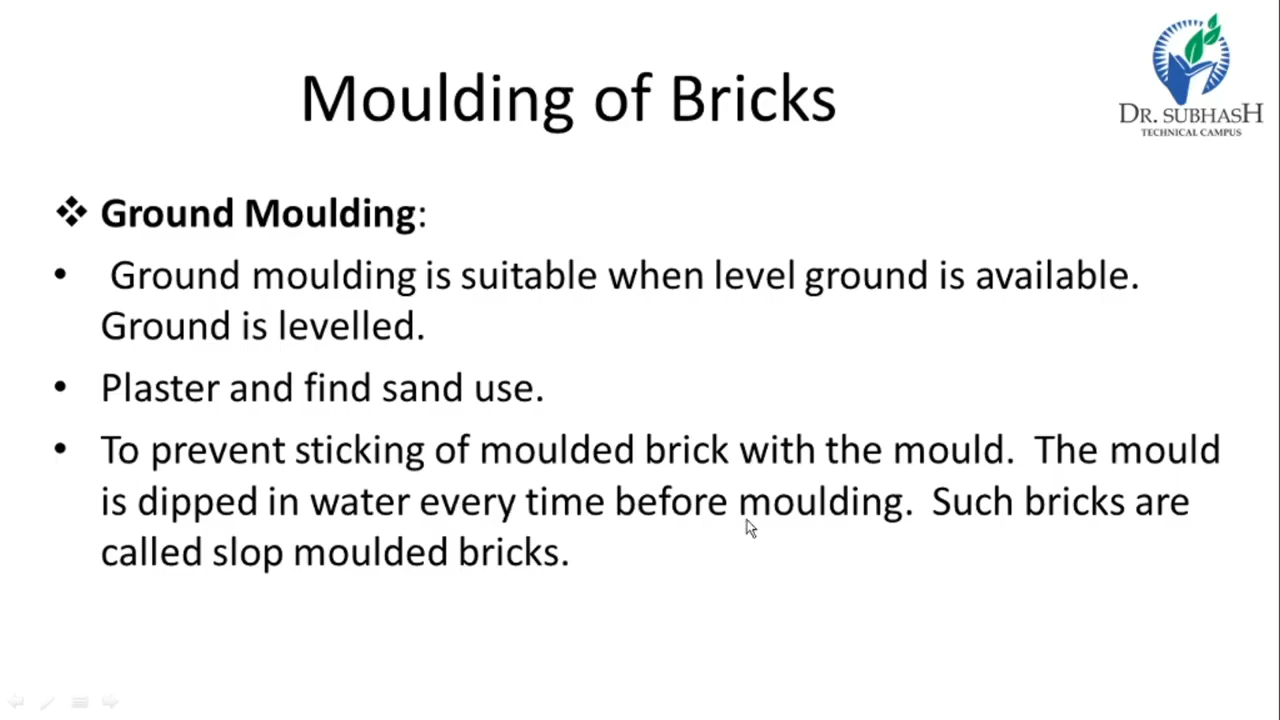 Moulding of Bricks
DR. SUBHASH
TECHNICAL CAMPUS
❖ Ground Moulding:
• Ground moulding is suitable when level ground is available.
Ground is levelled.
• Plaster and find sand use.
• To prevent sticking of moulded brick with the mould. The mould
is dipped in water every time before moulding. Such bricks are
called slop moulded bricks.